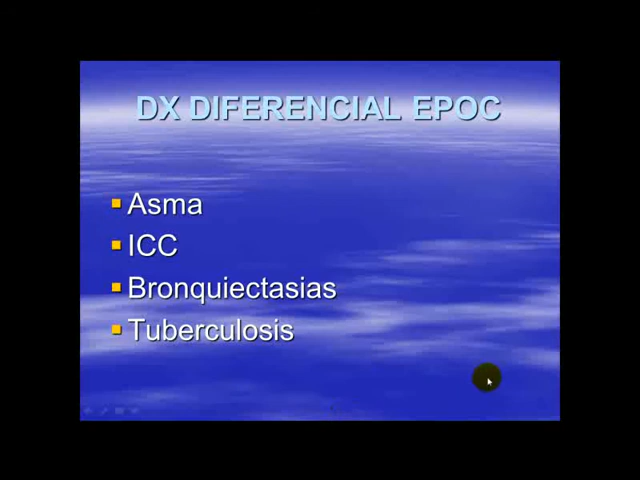 DX DIFERENCIAL EPOC
Asma
ICC
Bronquiectasias
Tuberculosis